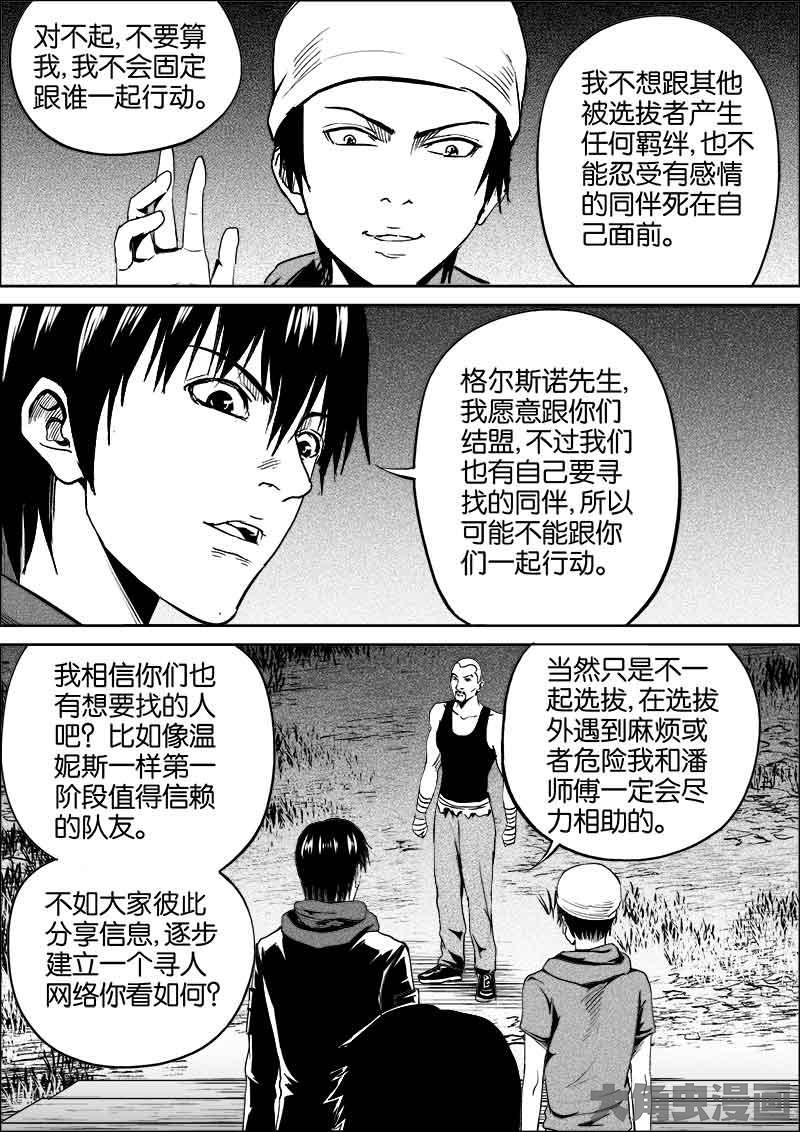 对不起,不要算
我,我不会固定
跟谁一起行动。
我不想跟其他
被选拔者产生
任何羁绊,也不
能忍受有感情
的同伴死在自
己面前。
格尔斯诺先生,
我愿意跟你们
结盟,不过我们
也有自己要寻
找的同伴,所以
可能不能跟你
们一起行动。
我相信你们也
有想要找的人
吧?比如像温
妮斯一样第一
阶段值得信赖
的队友。
不如大家彼此
分享信息,逐步
建立一个寻人
网络你看如何?
当然只是不一
起选拔,在选拔
外遇到麻烦或
者危险我和潘
师傅一定会尽
力相助的。
大角虫漫画